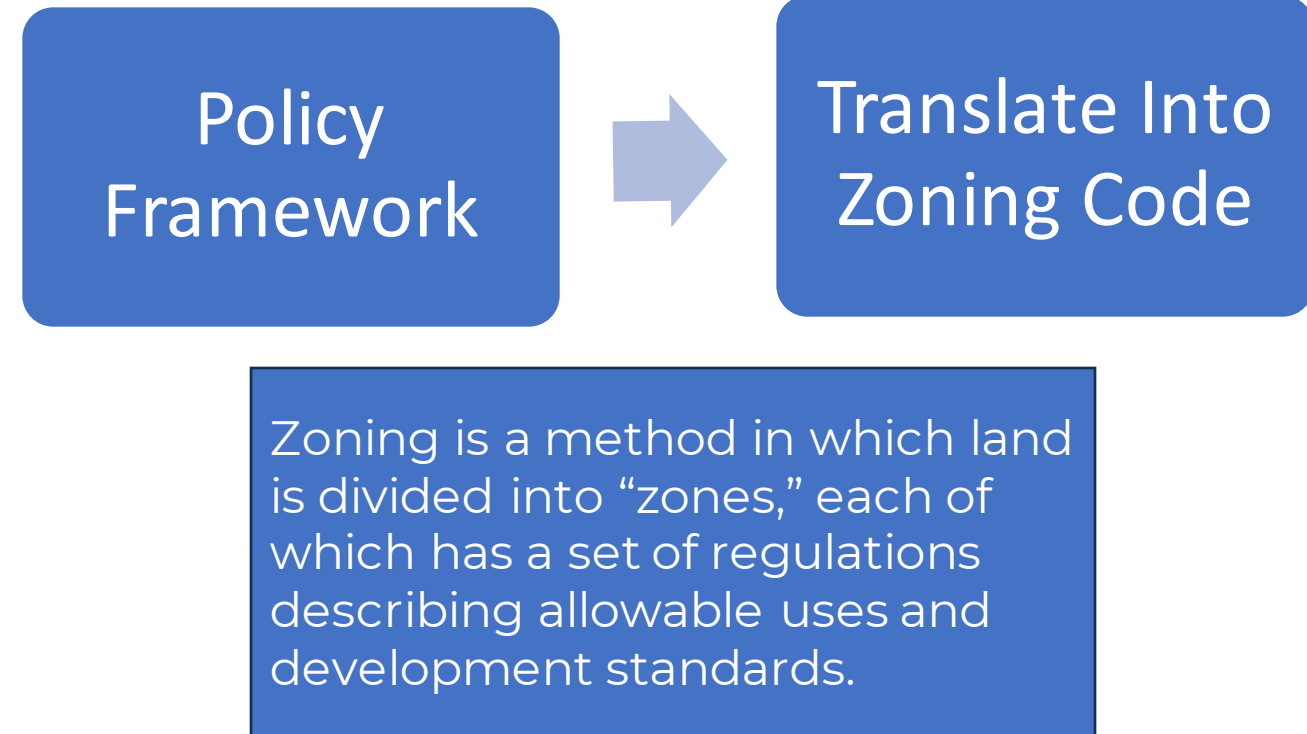 Policy
Framework
Translate Into
Zoning Code
Zoning is a method in which land
is divided into “zones,” each of
which has a set of regulations
describing allowable uses and
development standards.